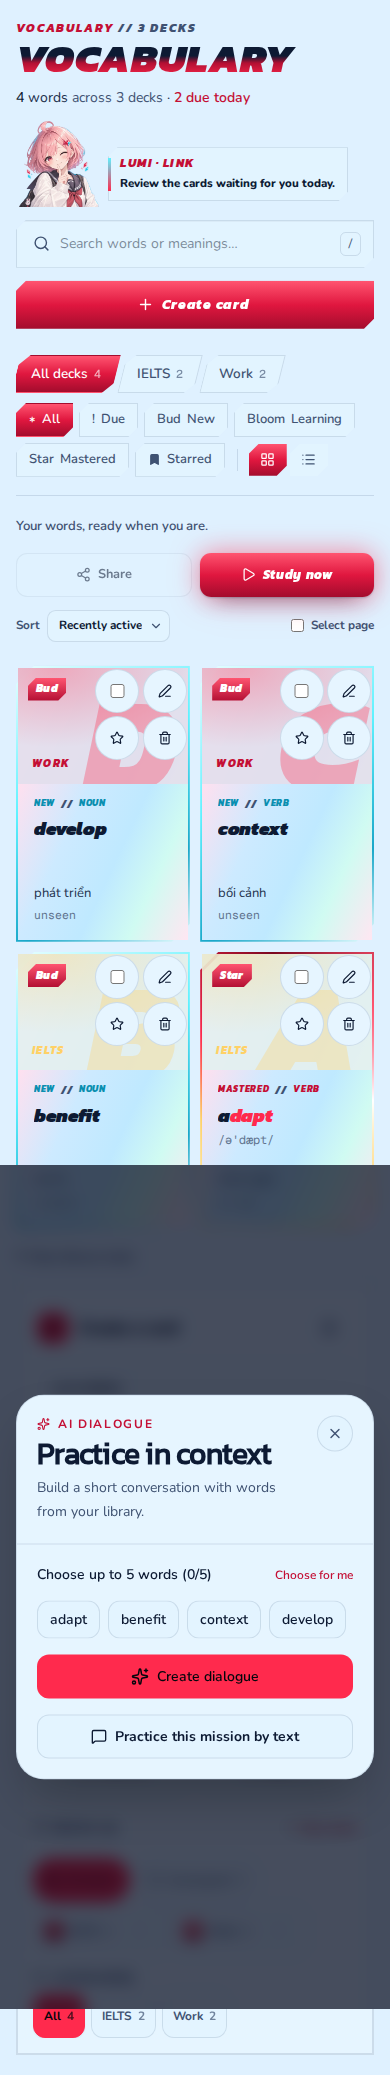 VOCABULARY // 3 DECKS
VOCABULARY
4 words across 3 decks · 2 due today
LUMI · LINK
Review the cards waiting for you today.
Search words or meanings... /
+ Create card
All decks 4 IELTS 2 Work 2
* All ! Due Bud New Bloom Learning
Star Mastered Starred
Your words, ready when you are.
Share Study now
Sort Recently active Select page
Bud Bud
WORK WORK
NEW // NOUN NEW // VERB
develop context
phát triển bối cảnh
unseen unseen
Bud Star
IELTS IELTS
NEW // NOUN MASTERED // VERB
benefit adapt
/əˈdæpt/
AI DIALOGUE
Practice in context
Build a short conversation with words
from your library.
Choose up to 5 words (0/5) Choose for me
adapt benefit context develop
Create dialogue
Practice this mission by text
All 4 IELTS 2 Work 2